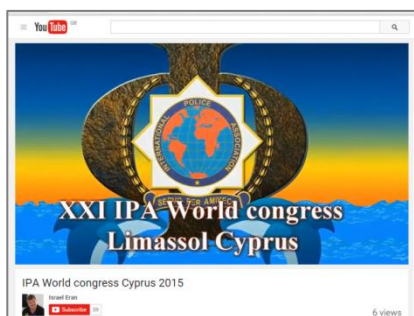 You Tube GB
INTERNATIONAL POLICE ASSOCIATION
SERVO PER AMIKECO
XXI IPA World congress
Limassol Cyprus
IPA World congress Cyprus 2015
Israel Eran
Subscribe
6 views